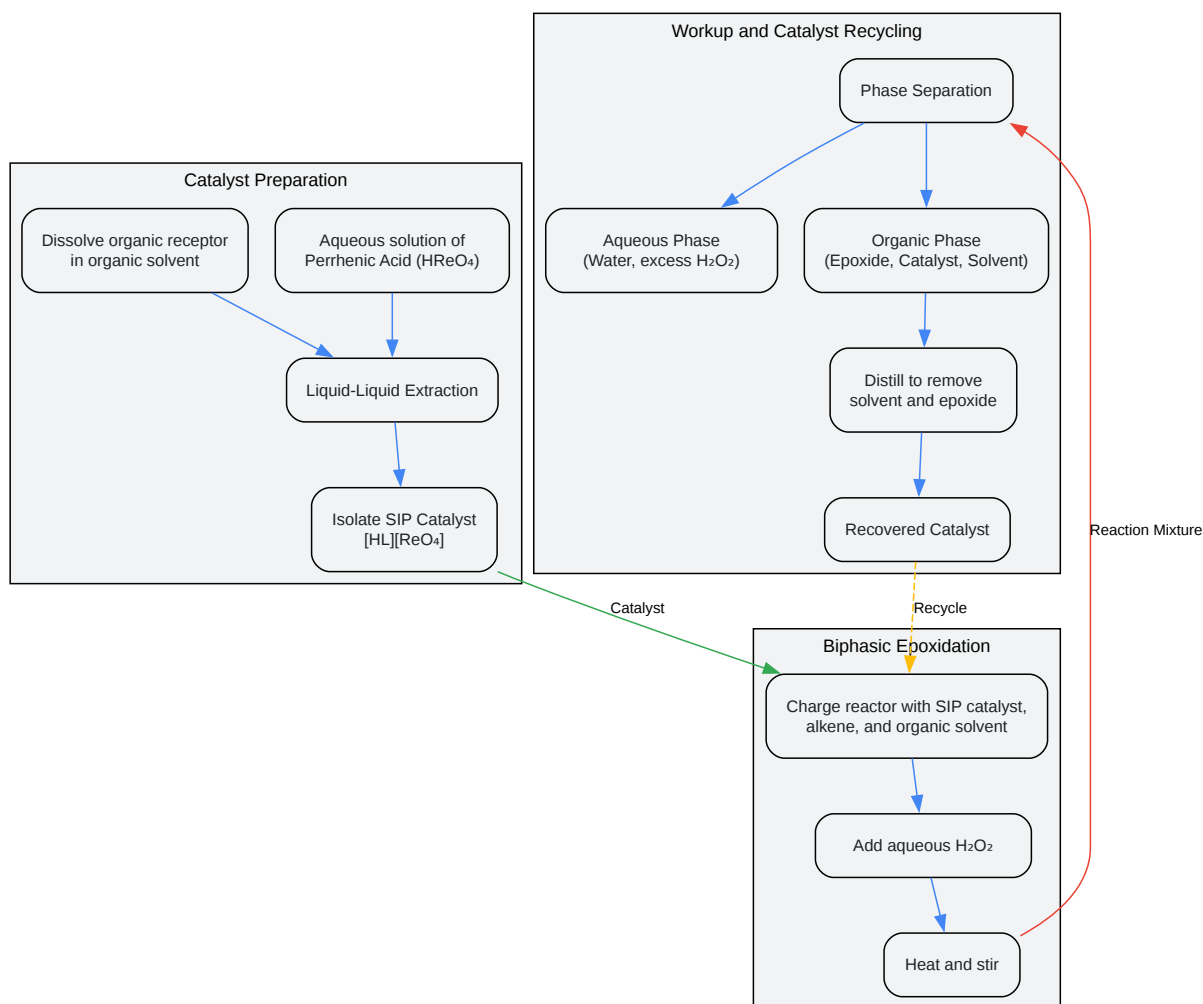 Workup and Catalyst Recycling
Phase Separation
Catalyst Preparation
Dissolve organic receptor
in organic solvent
Aqueous solution of
Perrhenic Acid (HReO₄)
Aqueous Phase
(Water, excess H₂O₂)
Organic Phase
(Epoxide, Catalyst, Solvent)
Liquid-Liquid Extraction
Distill to remove
solvent and epoxide
Isolate SIP Catalyst
[HL][ReO₄]
Recovered Catalyst
Reaction Mixture
Catalyst
Recycle
Biphasic Epoxidation
Charge reactor with SIP catalyst,
alkene, and organic solvent
Add aqueous H₂O₂
Heat and stir